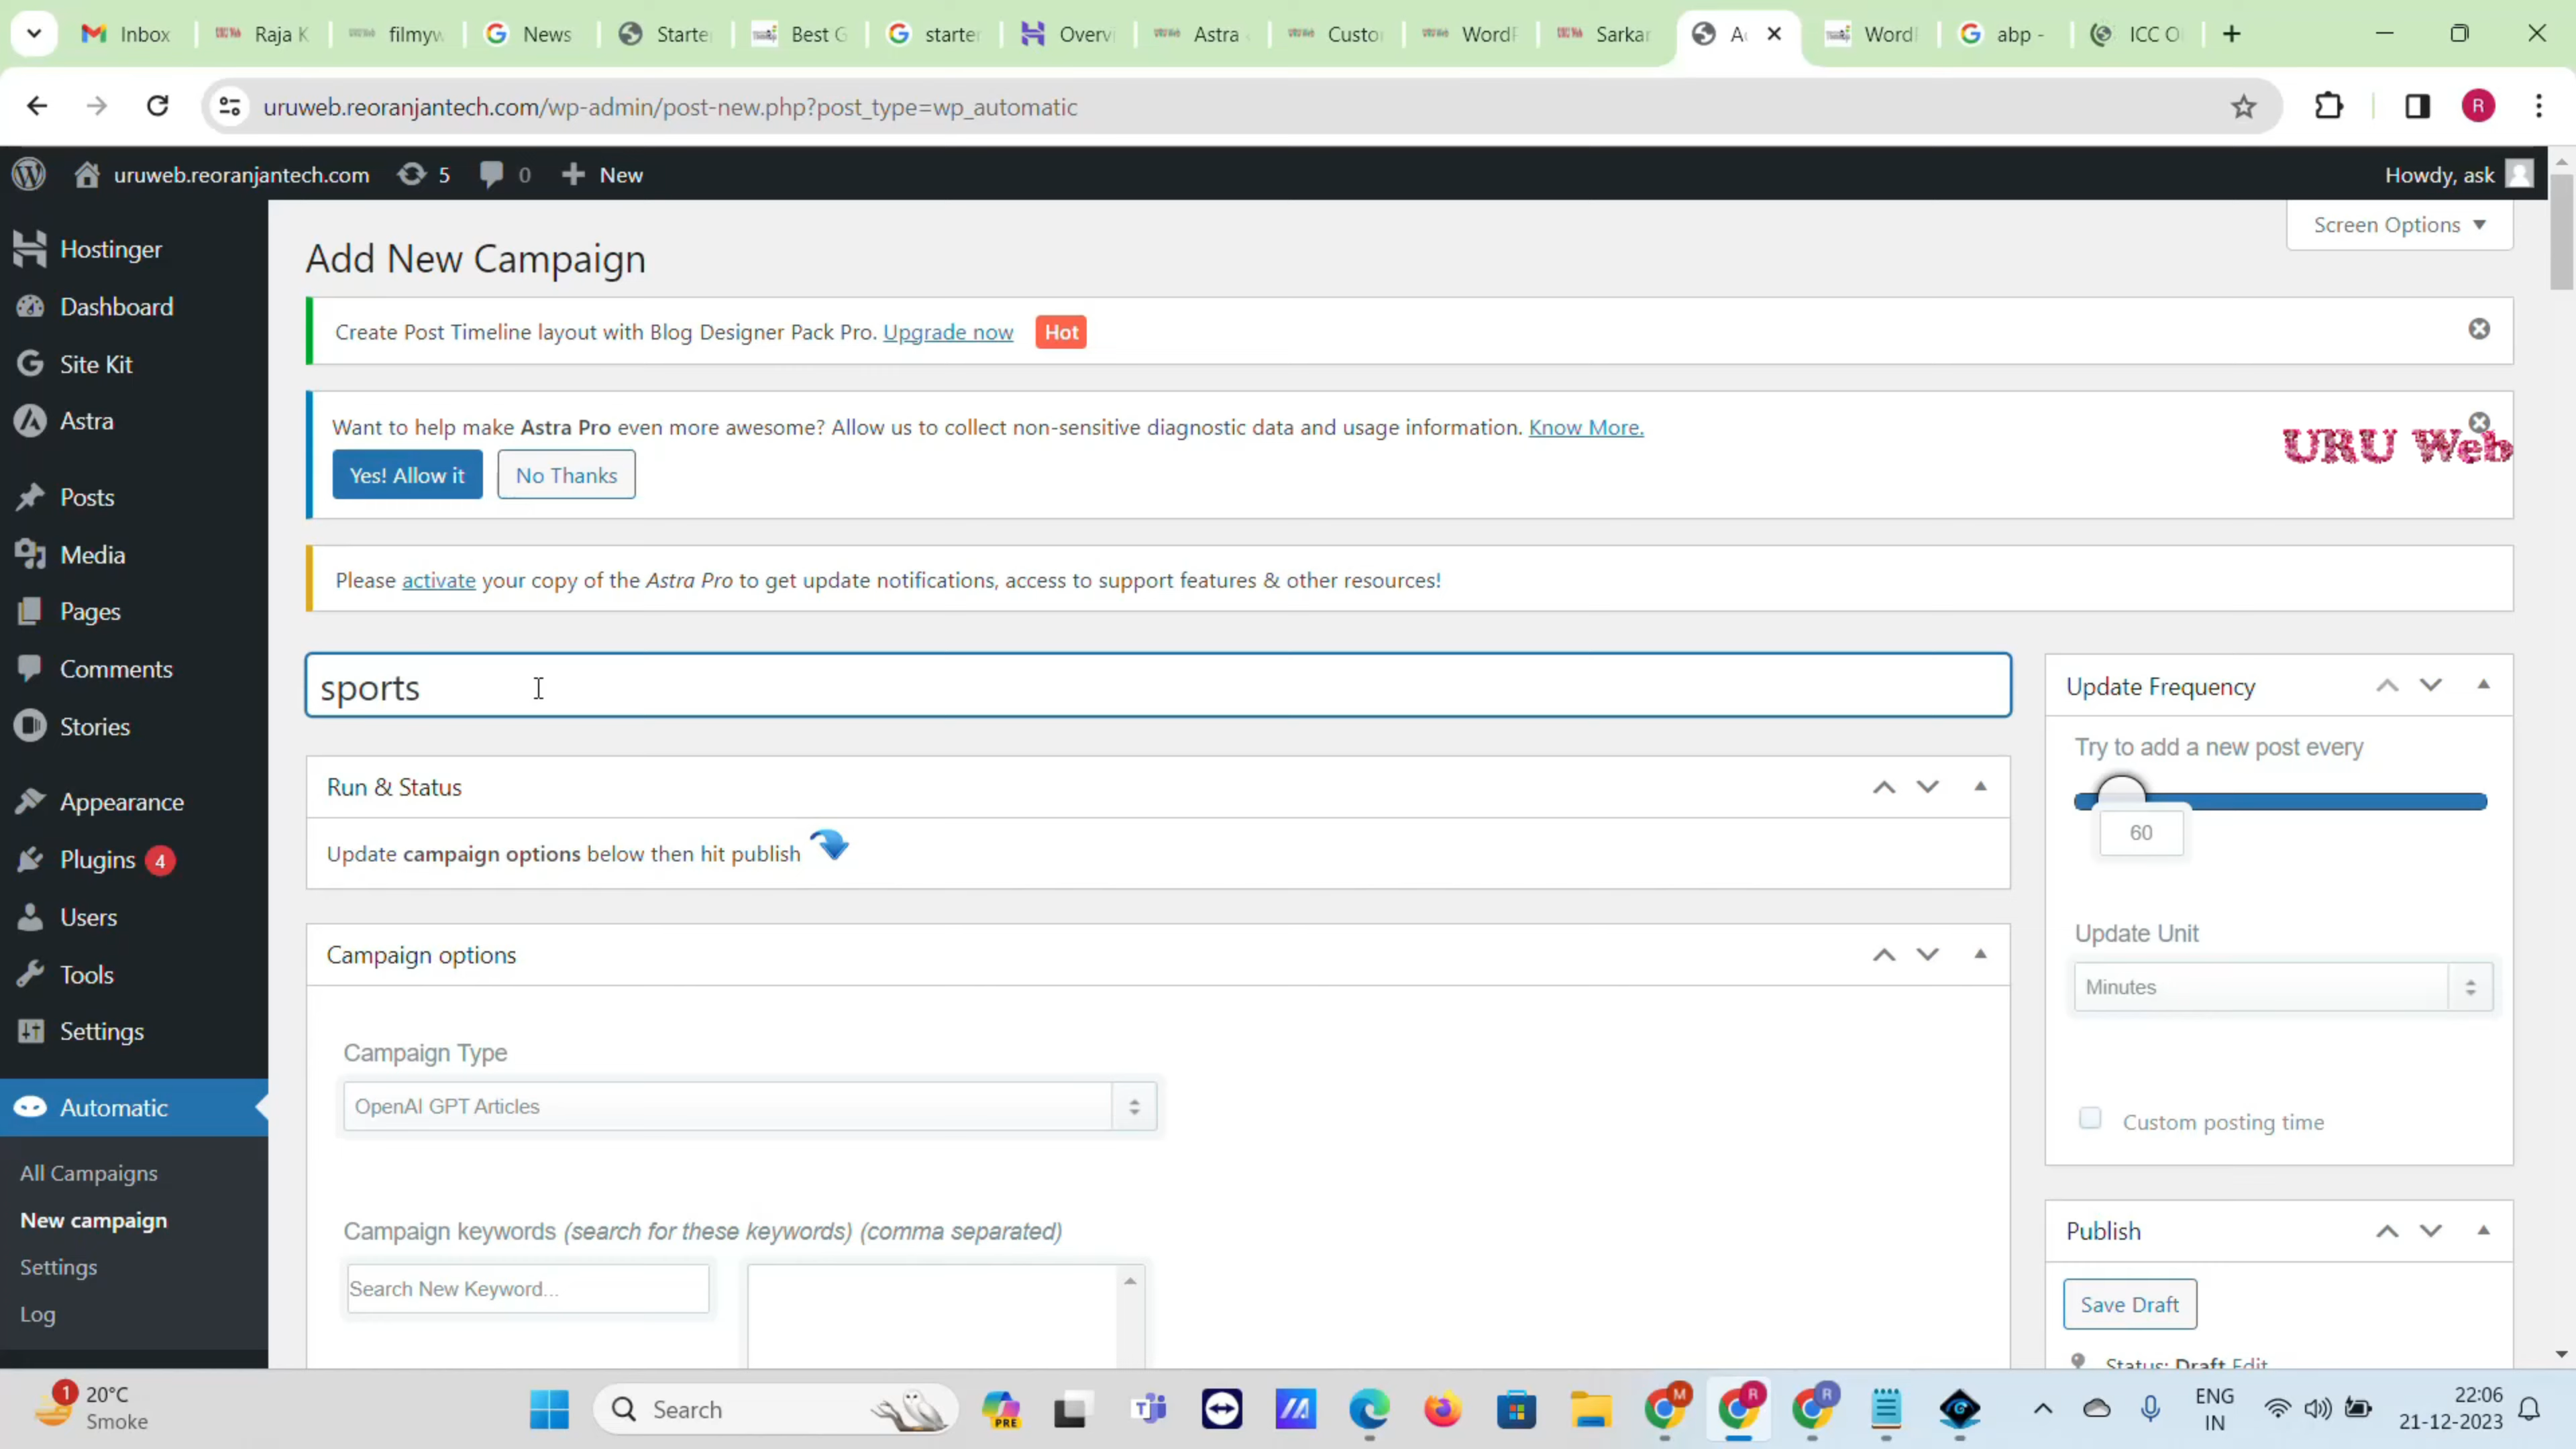 Inbox
Raja K
filmyw
News
Starte
Best G
starter
Overv
Astra
Custo
WordP
Sarkar
A
Word
abp -
ICC O
uruweb.reoranjantech.com/wp-admin/post-new.php?post_type=wp_automatic
R
uruweb.reoranjantech.com
5
0
New
Howdy, ask
Screen Options
Hostinger
Dashboard
Site Kit
Astra
Posts
Media
Pages
Comments
Stories
Appearance
Plugins 4
Users
Tools
Settings
Automatic
All Campaigns
New campaign
Settings
Log
Add New Campaign
Create Post Timeline layout with Blog Designer Pack Pro. Upgrade now Hot
Want to help make Astra Pro even more awesome? Allow us to collect non-sensitive diagnostic data and usage information. Know More.
Yes! Allow it
No Thanks
URU Web
Please activate your copy of the Astra Pro to get update notifications, access to support features & other resources!
sports
Run & Status
Update campaign options below then hit publish
Campaign options
Campaign Type
OpenAI GPT Articles
Campaign keywords (search for these keywords) (comma separated)
Search New Keyword...
Update Frequency
Try to add a new post every
60
Update Unit
Minutes
Custom posting time
Publish
Save Draft
Status: Draft Edit
1
20°C
Smoke
Search
PRE
M
R
R
ENG
IN
22:06
21-12-2023